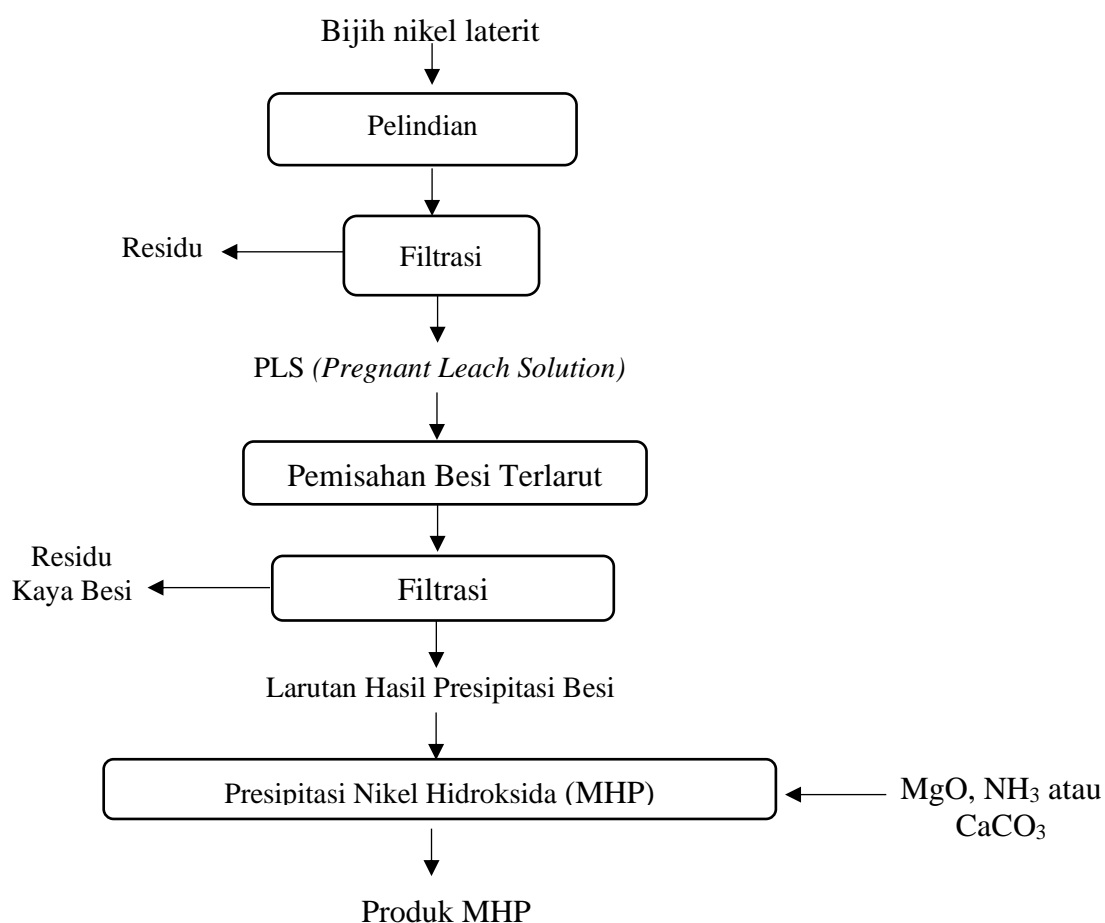 Bijih nikel laterit
Pelindian
Residu
Filtrasi
PLS (Pregnant Leach Solution)
Pemisahan Besi Terlarut
Residu
Kaya Besi
Filtrasi
Larutan Hasil Presipitasi Besi
Presipitasi Nikel Hidroksida (MHP)
MgO, NH₃ atau
CaCO₃
Produk MHP